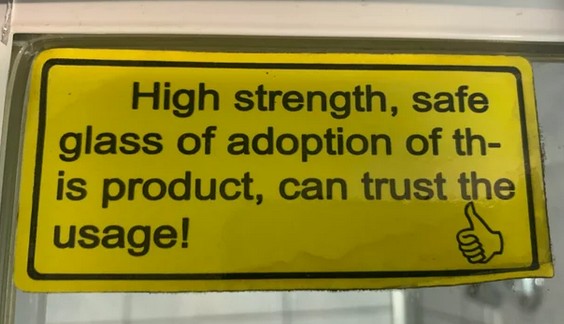 High strength, safe
glass of adoption of th-
is product, can trust the
usage!